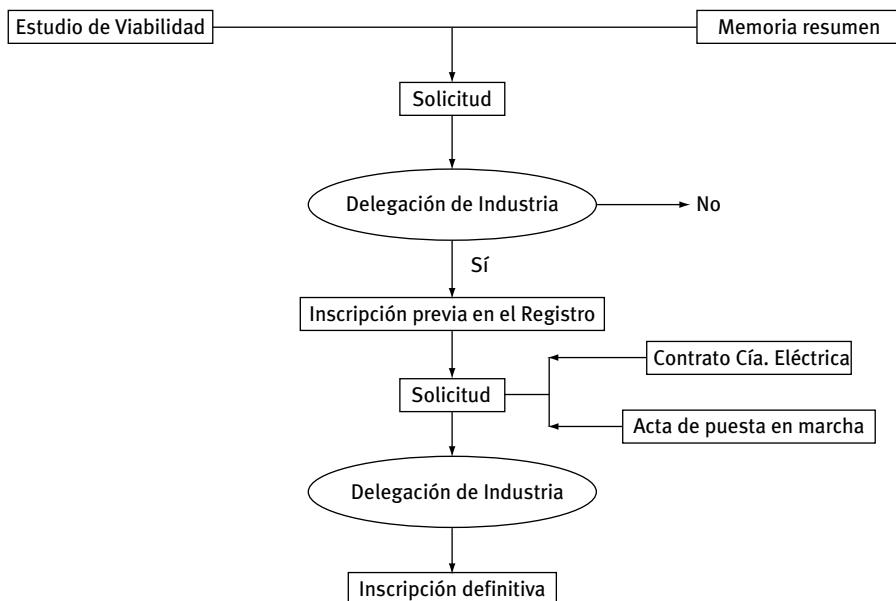 Estudio de Viabilidad
Memoria resumen
Solicitud
Delegación de Industria
No
Sí
Inscripción previa en el Registro
Contrato Cía. Eléctrica
Solicitud
Acta de puesta en marcha
Delegación de Industria
Inscripción definitiva